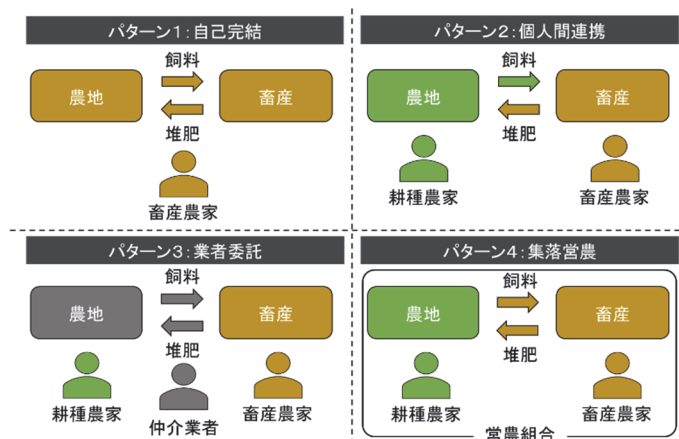 パターン1:自己完結
飼料
農地
畜産
堆肥
畜産農家
パターン2:個人間連携
飼料
農地
畜産
堆肥
耕種農家
畜産農家
パターン3:業者委託
飼料
農地
畜産
堆肥
耕種農家
仲介業者
畜産農家
パターン4:集落営農
飼料
農地
畜産
堆肥
耕種農家
畜産農家
営農組合